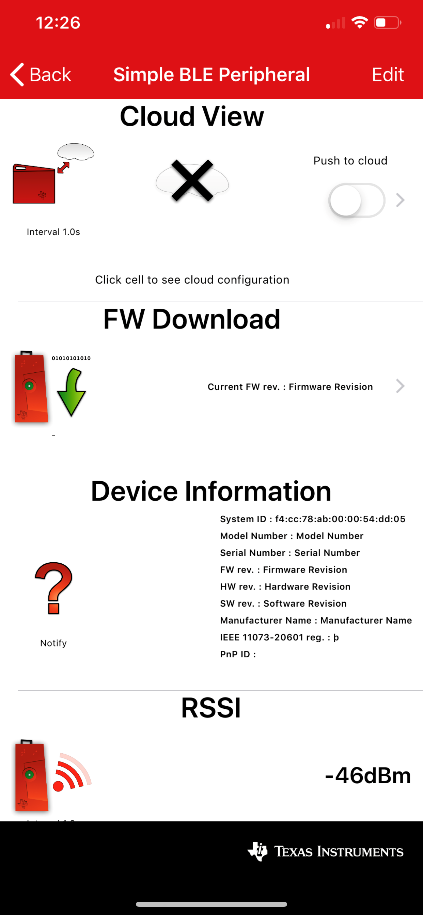 12:26
Back
Simple BLE Peripheral
Edit
Cloud View
Push to cloud
Interval 1.0s
Click cell to see cloud configuration
FW Download
01010101010
Current FW rev. : Firmware Revision
-
Device Information
System ID : f4:cc:78:ab:00:00:54:dd:05
Model Number : Model Number
Serial Number : Serial Number
FW rev. : Firmware Revision
HW rev. : Hardware Revision
SW rev. : Software Revision
Manufacturer Name : Manufacturer Name
IEEE 11073-20601 reg. : þ
PnP ID :
Notify
RSSI
-46dBm
TEXAS INSTRUMENTS